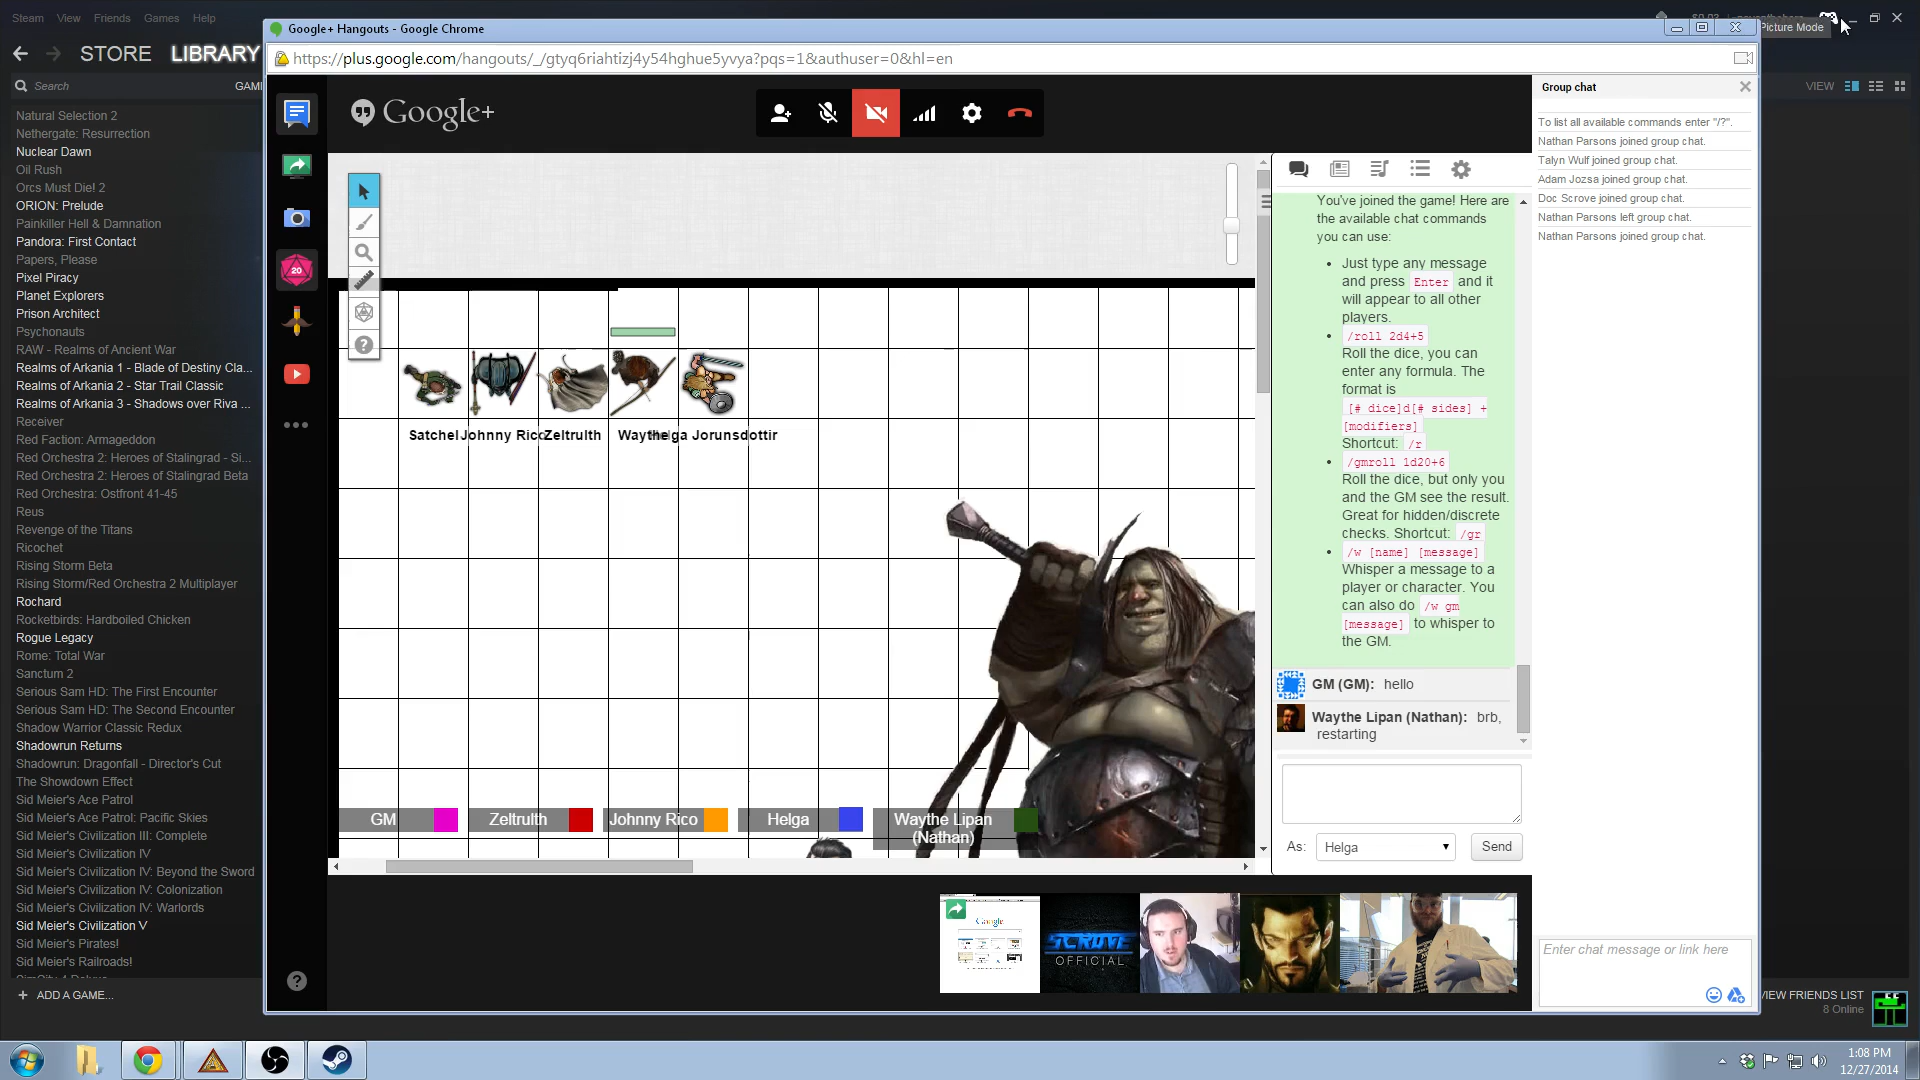 Steam View Friends Games Help
Google+ Hangouts - Google Chrome
Picture Mode
STORE LIBRARY
https://plus.google.com/hangouts/_/gtyq6riahtizj4y54hghue5yvya?pqs=1&authuser=0&hl=en
Search GAM
VIEW
Natural Selection 2
Nethergate: Resurrection
Nuclear Dawn
Oil Rush
Orcs Must Die! 2
ORION: Prelude
Painkiller Hell & Damnation
Pandora: First Contact
Papers, Please
Pixel Piracy
Planet Explorers
Prison Architect
Psychonauts
RAW - Realms of Ancient War
Realms of Arkania 1 - Blade of Destiny Cla...
Realms of Arkania 2 - Star Trail Classic
Realms of Arkania 3 - Shadows over Riva ...
Receiver
Red Faction: Armageddon
Red Orchestra 2: Heroes of Stalingrad - Si...
Red Orchestra 2: Heroes of Stalingrad Beta
Red Orchestra: Ostfront 41-45
Reus
Revenge of the Titans
Ricochet
Rising Storm Beta
Rising Storm/Red Orchestra 2 Multiplayer
Rochard
Rocketbirds: Hardboiled Chicken
Rogue Legacy
Rome: Total War
Sanctum 2
Serious Sam HD: The First Encounter
Serious Sam HD: The Second Encounter
Shadow Warrior Classic Redux
Shadowrun Returns
Shadowrun: Dragonfall - Director's Cut
The Showdown Effect
Sid Meier's Ace Patrol
Sid Meier's Ace Patrol: Pacific Skies
Sid Meier's Civilization III: Complete
Sid Meier's Civilization IV
Sid Meier's Civilization IV: Beyond the Sword
Sid Meier's Civilization IV: Colonization
Sid Meier's Civilization IV: Warlords
Sid Meier's Civilization V
Sid Meier's Pirates!
Sid Meier's Railroads!
ADD A GAME...
Google+
20
Satchel Johnny Rico Zeltrulth Waythe Helga Jorunsdottir
GM Zeltrulth Johnny Rico Helga Waythe Lipan
(Nathan)
You've joined the game! Here are
the available chat commands
you can use:
Just type any message
and press Enter and it
will appear to all other
players.
/roll 2d4+5
Roll the dice, you can
enter any formula. The
format is
[# dice]d[# sides] +
[modifiers]
Shortcut: /r
/gmroll 1d20+6
Roll the dice, but only you
and the GM see the result.
Great for hidden/discrete
checks. Shortcut: /gr
/w [name] [message]
Whisper a message to a
player or character. You
can also do /w gm
[message] to whisper to
the GM.
GM (GM): hello
Waythe Lipan (Nathan): brb,
restarting
As: Helga Send
Google
SCROVE
OFFICIAL
Group chat
To list all available commands enter "/?".
Nathan Parsons joined group chat.
Talyn Wulf joined group chat.
Adam Jozsa joined group chat.
Doc Scrove joined group chat.
Nathan Parsons left group chat.
Nathan Parsons joined group chat.
Enter chat message or link here
VIEW FRIENDS LIST
8 Online
1:08 PM
12/27/2014